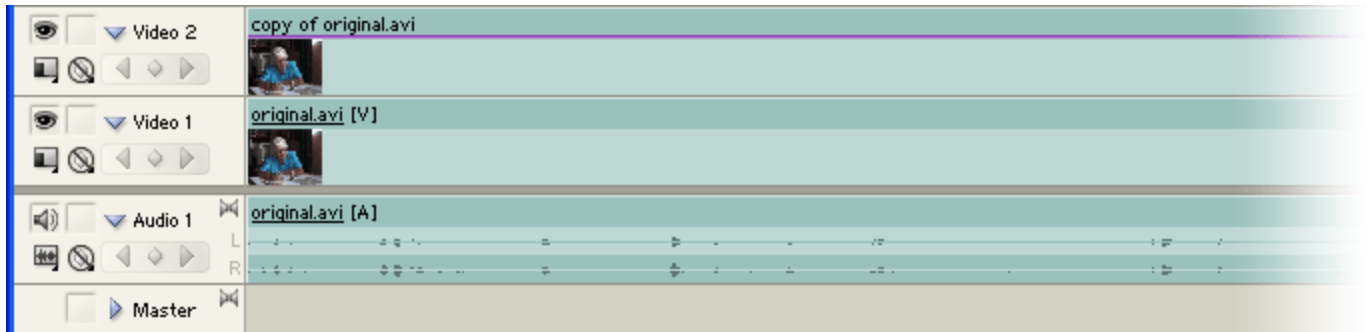 Video 2
copy of original.avi
Video 1
original.avi [V]
Audio 1
original.avi [A]
L
R
Master